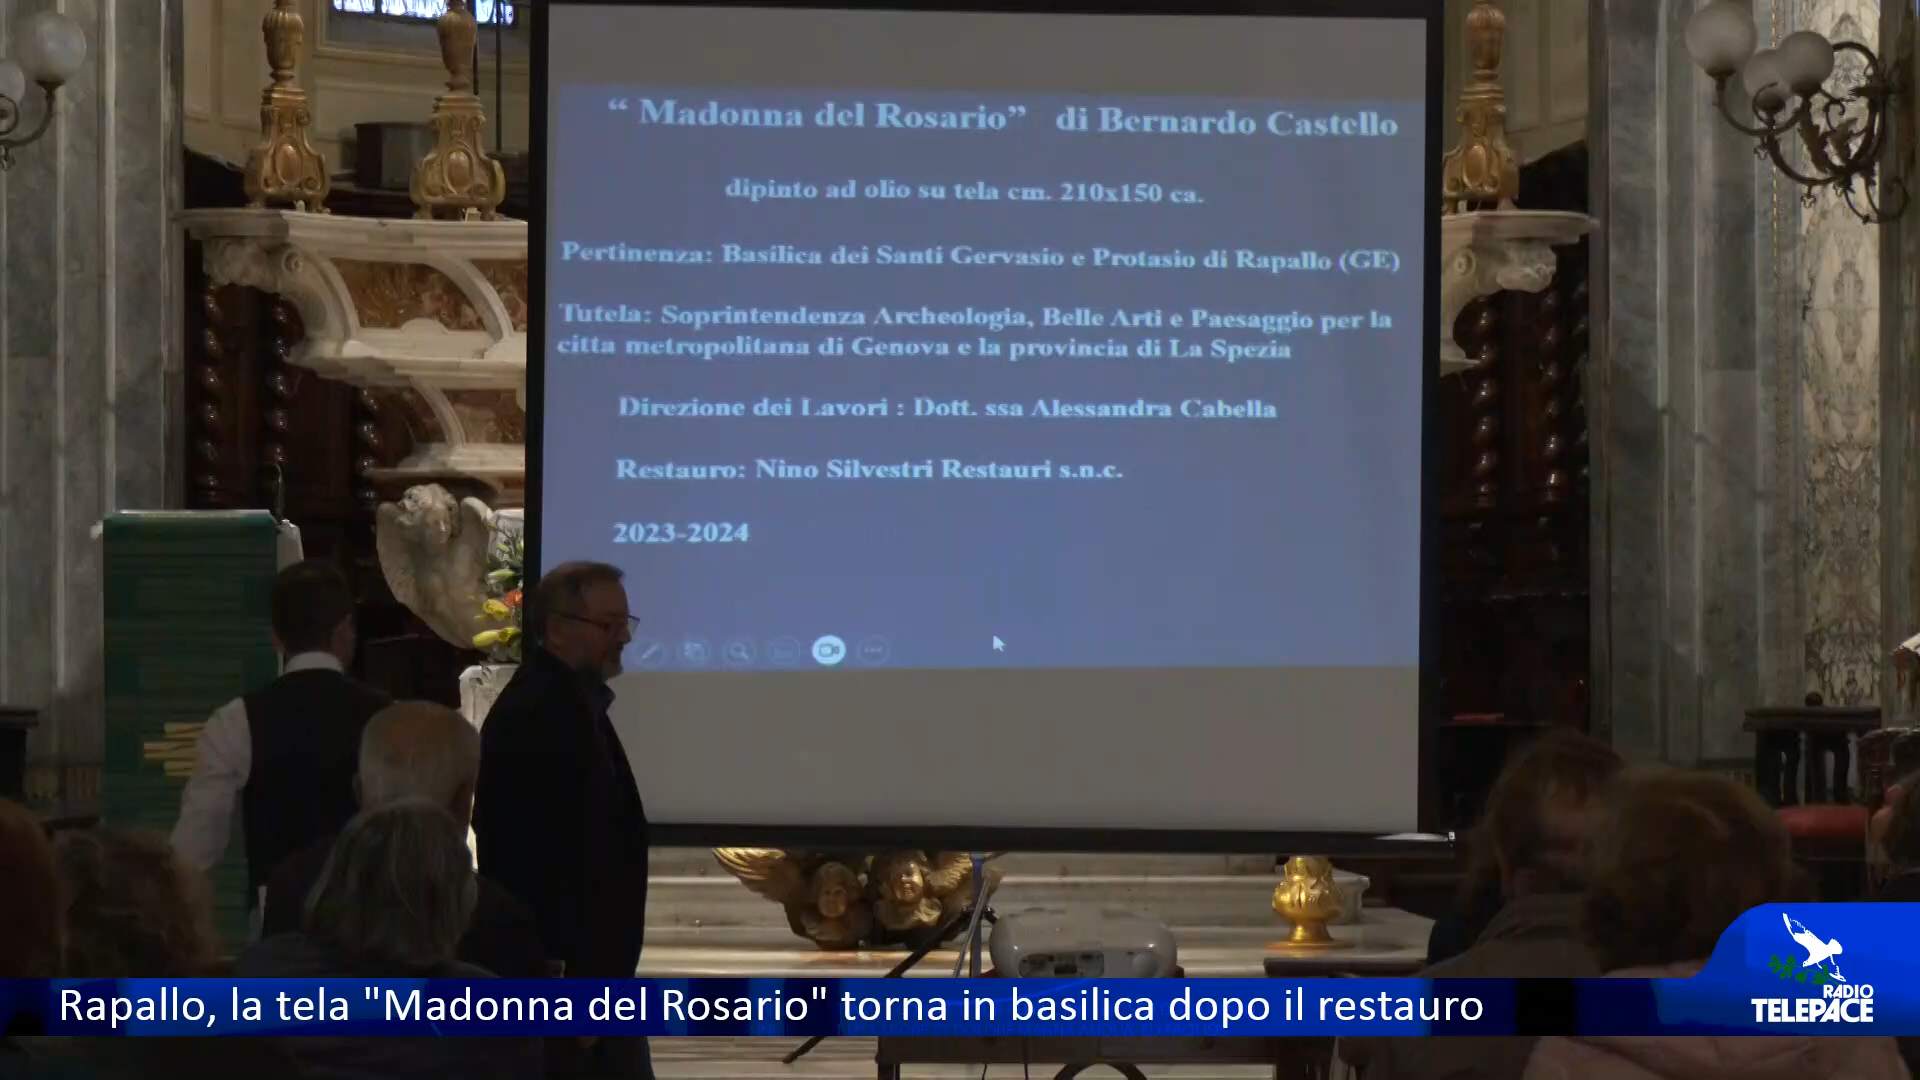 “ Madonna del Rosario” di Bernardo Castello
dipinto ad olio su tela cm. 210x150 ca.
Pertinenza: Basilica dei Santi Gervasio e Protasio di Rapallo (GE)
Tutela: Soprintendenza Archeologia, Belle Arti e Paesaggio per la
citta metropolitana di Genova e la provincia di La Spezia
Direzione dei Lavori : Dott. ssa Alessandra Cabella
Restauro: Nino Silvestri Restauri s.n.c.
2023-2024
Rapallo, la tela "Madonna del Rosario" torna in basilica dopo il restauro
RADIO
TELEPACE